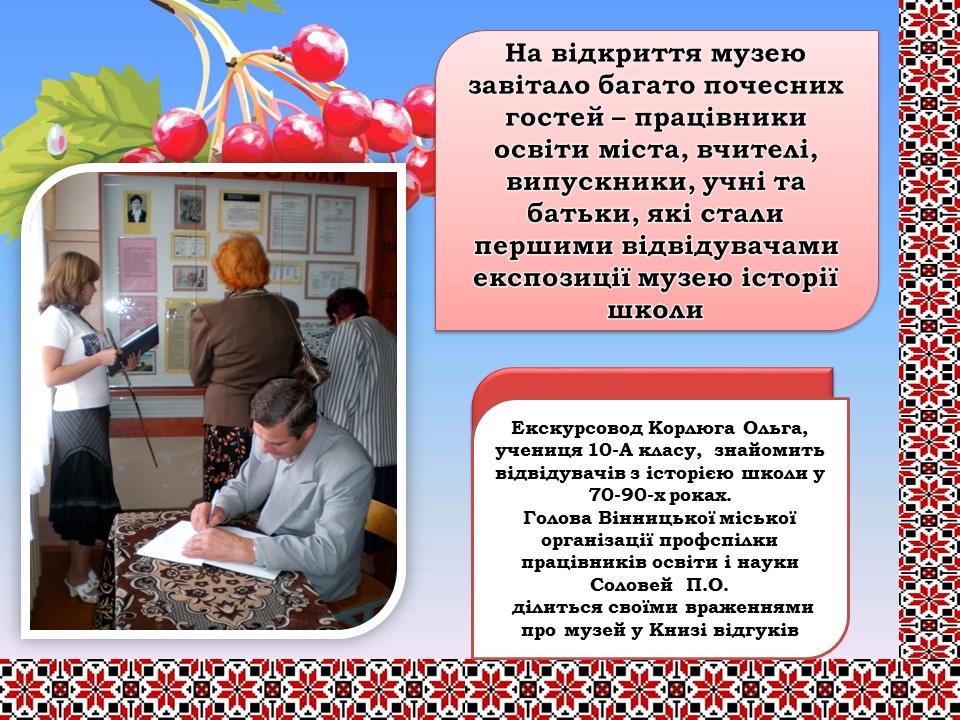 На відкриття музею
завітало багато почесних
гостей – працівники
освіти міста, вчителі,
випускники, учні та
батьки, які стали
першими відвідувачами
експозиції музею історії
школи
РОКИ
Екскурсовод Корлюга Ольга,
учениця 10-А класу, знайомить
відвідувачів з історією школи у
70-90-х роках.
Голова Вінницької міської
організації профспілки
працівників освіти і науки
Соловей П.О.
ділиться своїми враженнями
про музей у Книзі відгуків